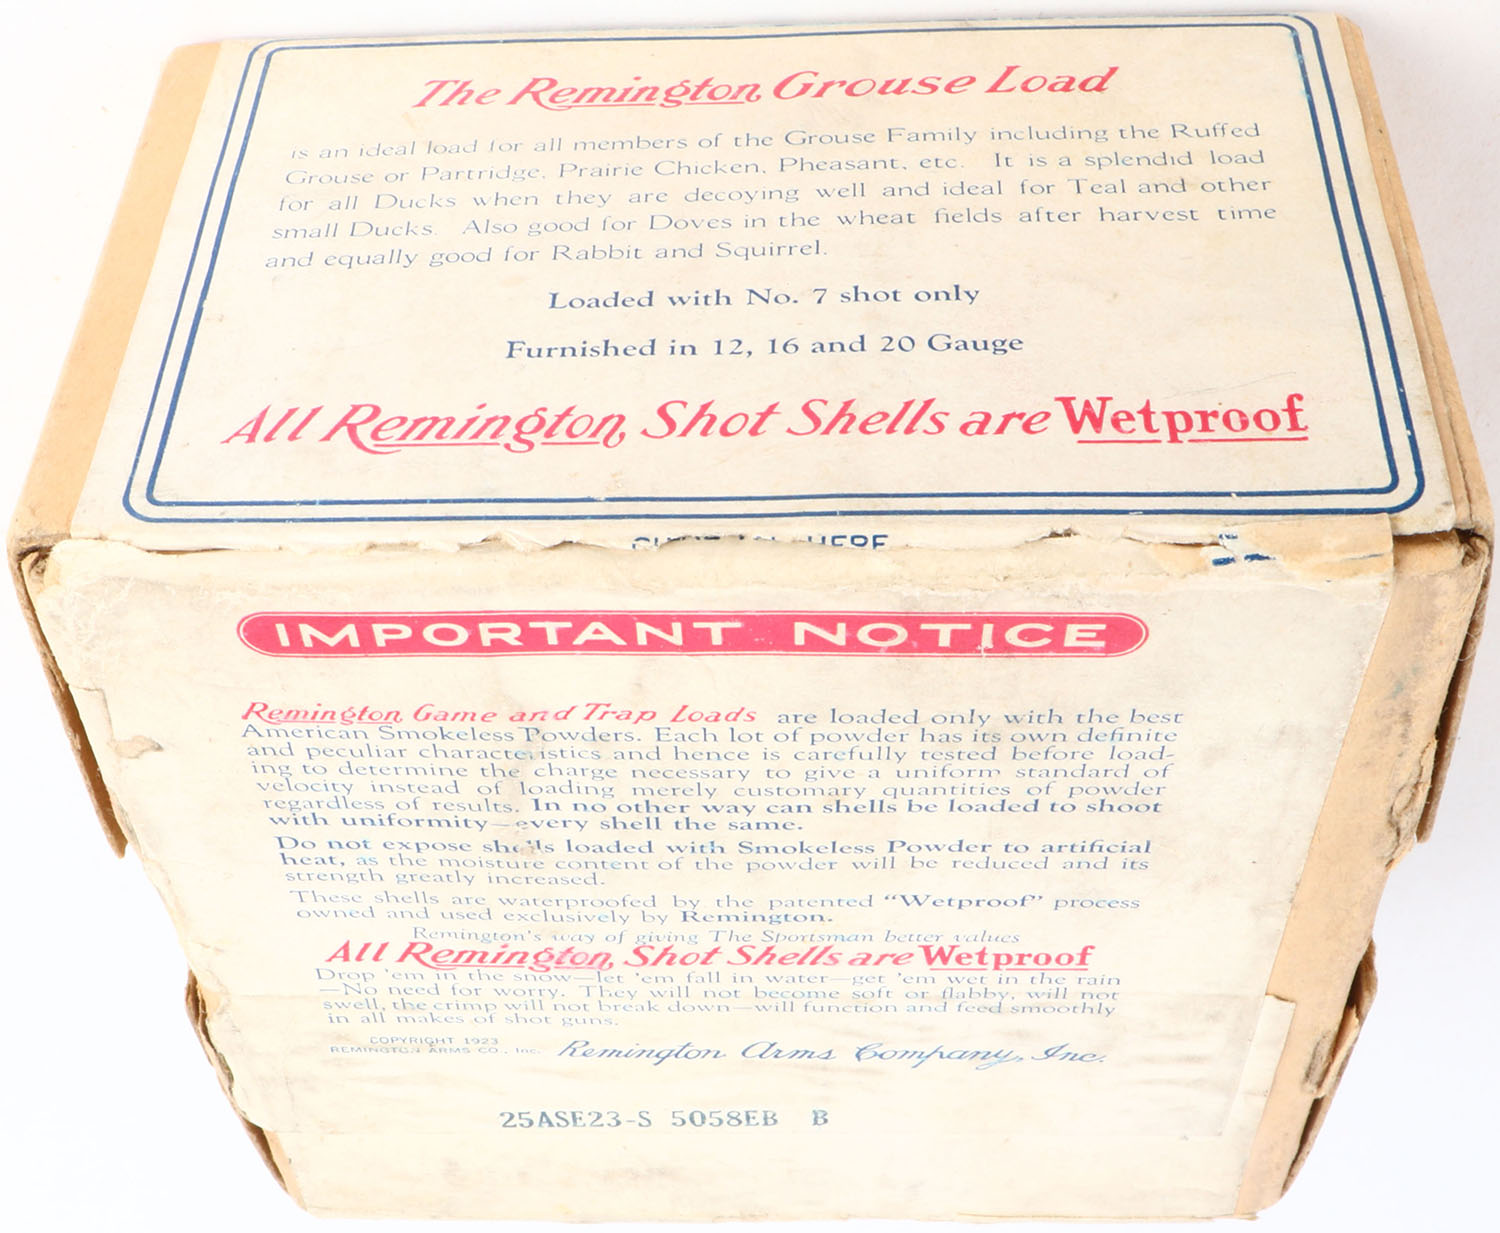 The Remington Grouse Load
is an ideal load for all members of the Grouse Family including the Ruffed
Grouse or Partridge, Prairie Chicken, Pheasant, etc. It is a splendid load
for all Ducks when they are decoying well and ideal for Teal and other
small Ducks. Also good for Doves in the wheat fields after harvest time
and equally good for Rabbit and Squirrel.
Loaded with No. 7 shot only
Furnished in 12, 16 and 20 Gauge
All Remington Shot Shells are Wetproof
HERE
IMPORTANT NOTICE
Remington Game and Trap Loads are loaded only with the best
American Smokeless Powders. Each lot of powder has its own definite
and peculiar characteristics and hence is carefully tested before load-
ing to determine the charge necessary to give a uniform standard of
velocity instead of loading merely customary quantities of powder
regardless of results. In no other way can shells be loaded to shoot
with uniformity—every shell the same.
Do not expose shells loaded with Smokeless Powder to artificial
heat, as the moisture content of the powder will be reduced and its
strength greatly increased.
These shells are waterproofed by the patented "Wetproof" process
owned and used exclusively by Remington.
Remington's way of giving The Sportsman better values
All Remington Shot Shells are Wetproof
Drop 'em in the snow—let 'em fall in water—get 'em wet in the rain
—No need for worry. They will not become soft or flabby, will not
swell, the crimp will not break down—will function and feed smoothly
in all makes of shot guns.
COPYRIGHT 1923
REMINGTON ARMS CO., Inc. Remington Arms Company, Inc.
25ASE23-S 5058EB B